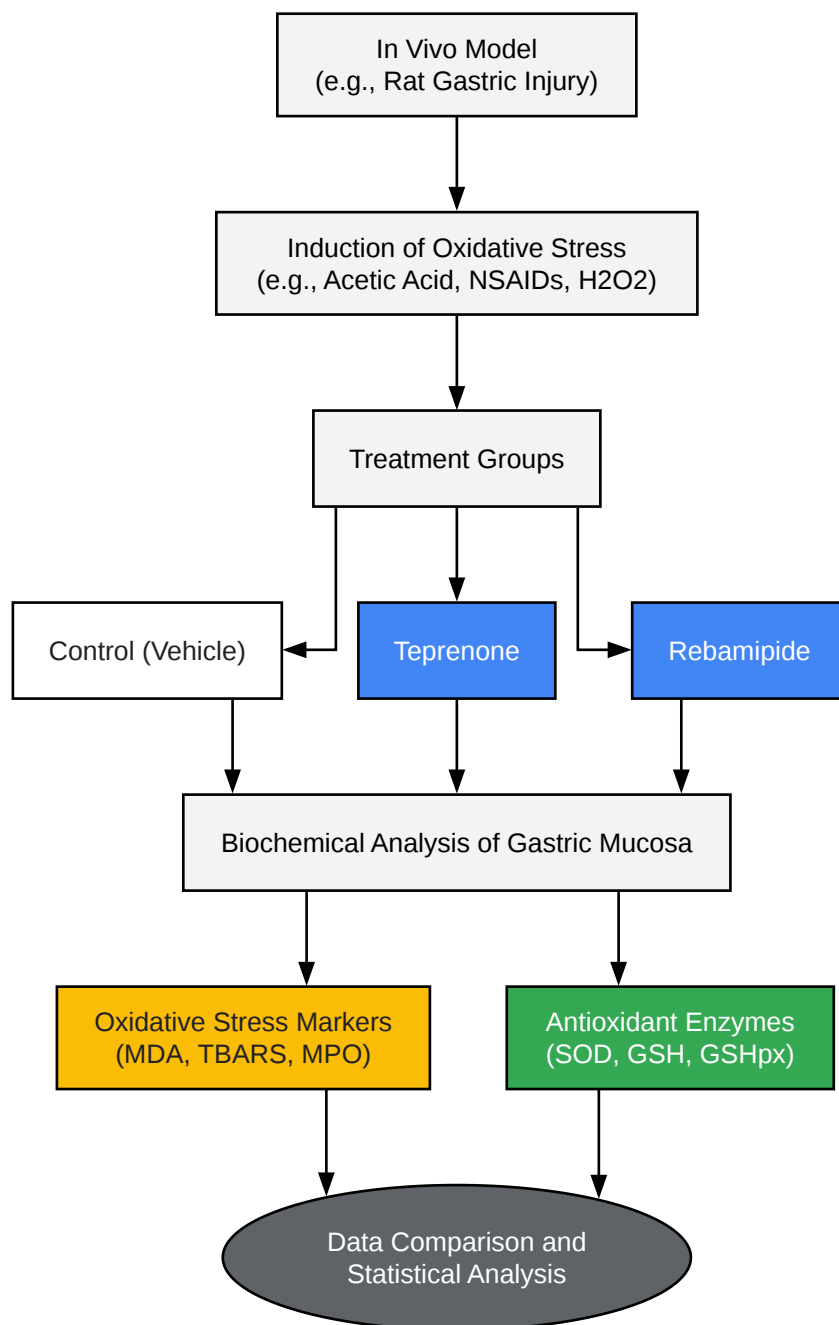 In Vivo Model
(e.g., Rat Gastric Injury)
Induction of Oxidative Stress
(e.g., Acetic Acid, NSAIDs, H2O2)
Treatment Groups
Control (Vehicle)
Teprenone
Rebamipide
Biochemical Analysis of Gastric Mucosa
Oxidative Stress Markers
(MDA, TBARS, MPO)
Antioxidant Enzymes
(SOD, GSH, GSHpx)
Data Comparison and
Statistical Analysis